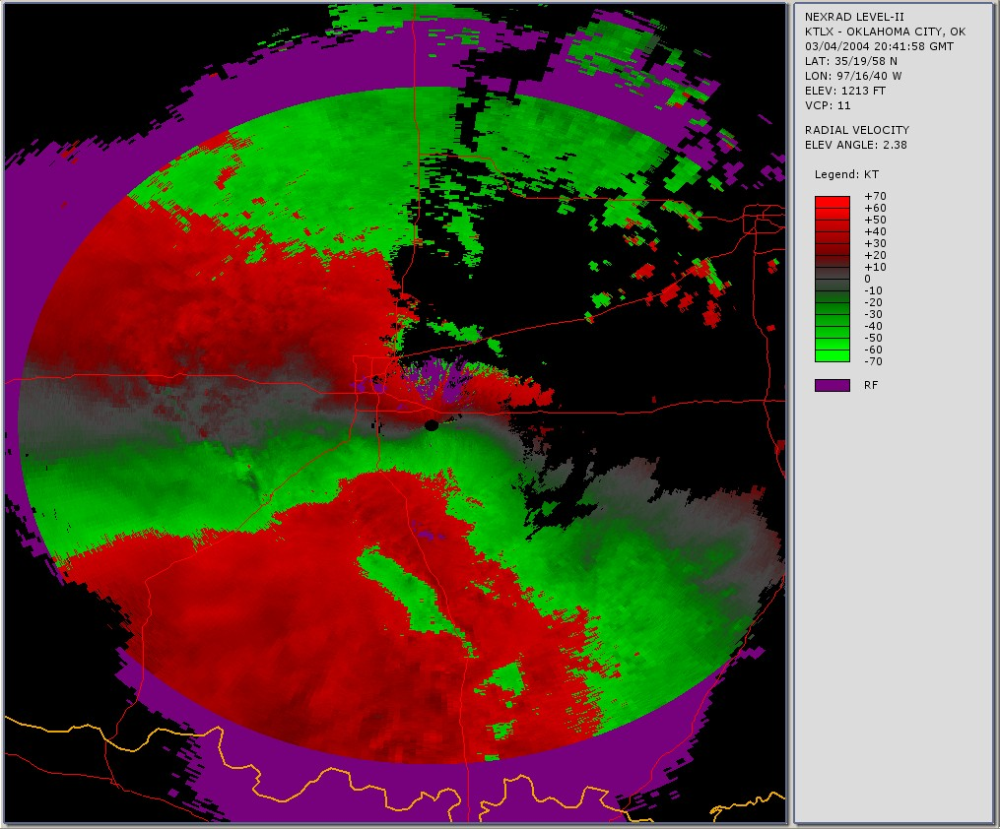 NEXRAD LEVEL-II
KTLX - OKLAHOMA CITY, OK
03/04/2004 20:41:58 GMT
LAT: 35/19/58 N
LON: 97/16/40 W
ELEV: 1213 FT
VCP: 11
RADIAL VELOCITY
ELEV ANGLE: 2.38
Legend: KT
+70
+60
+50
+40
+30
+20
+10
0
-10
-20
-30
-40
-50
-60
-70
RF